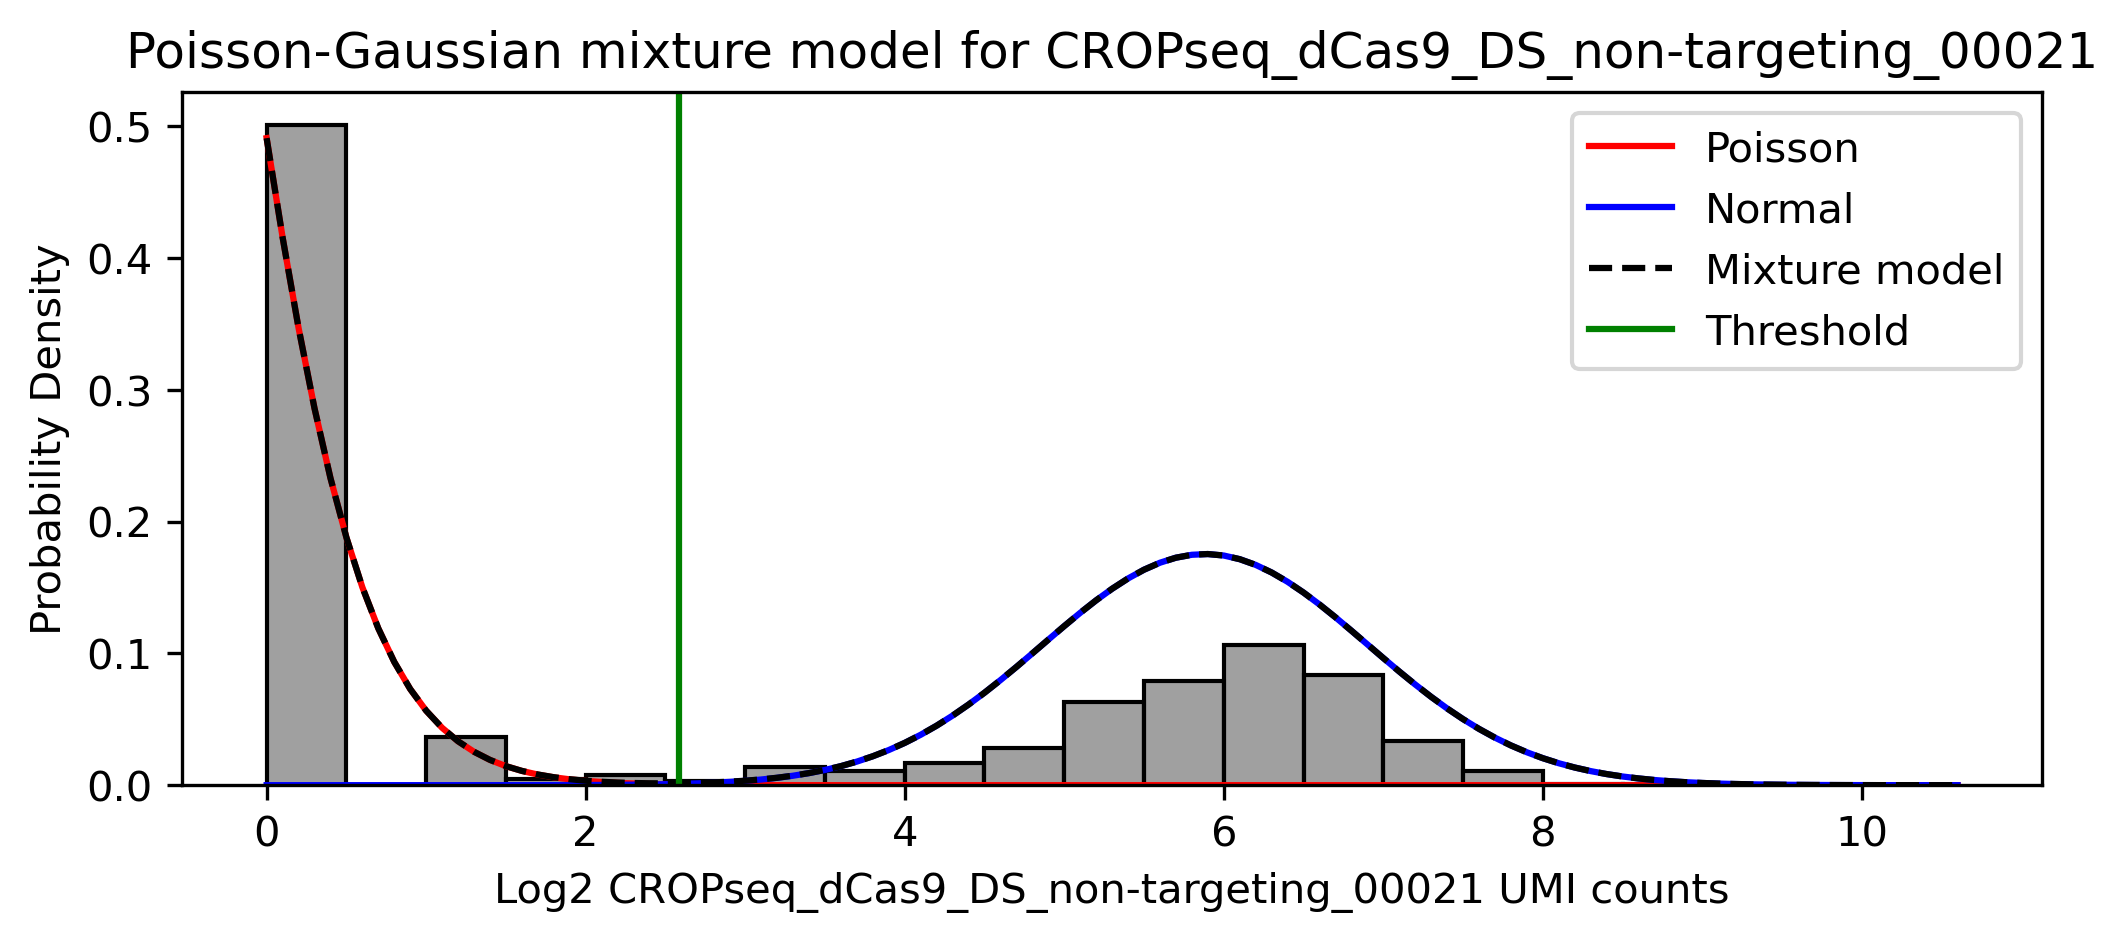 Poisson-Gaussian mixture model for CROPseq_dCas9_DS_non-targeting_00021
Probability Density
0.5
0.4
0.3
0.2
0.1
0.0
Poisson
Normal
Mixture model
Threshold
0 2 4 6 8 10
Log2 CROPseq_dCas9_DS_non-targeting_00021 UMI counts